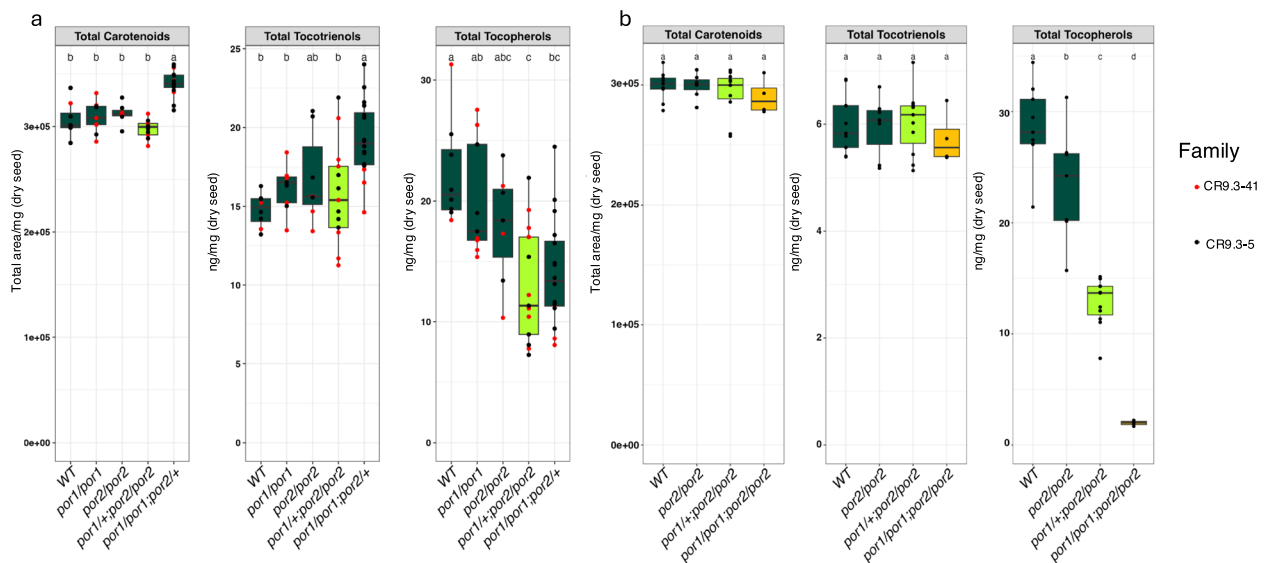 a
b
Total Carotenoids
Total Tocotrienols
Total Tocopherols
Total Carotenoids
Total Tocotrienols
Total Tocopherols
b b b b a
b b ab b a
a ab abc c bc
a a a a
a a a a
a b c d
Total area/mg (dry seed)
3e+05
2e+05
1e+05
0e+00
ng/mg (dry seed)
25
20
15
10
5
0
ng/mg (dry seed)
30
20
10
0
Total area/mg (dry seed)
3e+05
2e+05
1e+05
0e+00
ng/mg (dry seed)
6
4
2
0
ng/mg (dry seed)
30
20
10
0
WT
por1/por1
por2/por2
por1/+;por2/por2
por1/por1;por2/+
WT
por1/por1
por2/por2
por1/+;por2/por2
por1/por1;por2/+
WT
por1/por1
por2/por2
por1/+;por2/por2
por1/por1;por2/+
WT
por2/por2
por1/+;por2/por2
por1/por1;por2/por2
WT
por2/por2
por1/+;por2/por2
por1/por1;por2/por2
WT
por2/por2
por1/+;por2/por2
por1/por1;por2/por2
Family
CR9.3-41
CR9.3-5